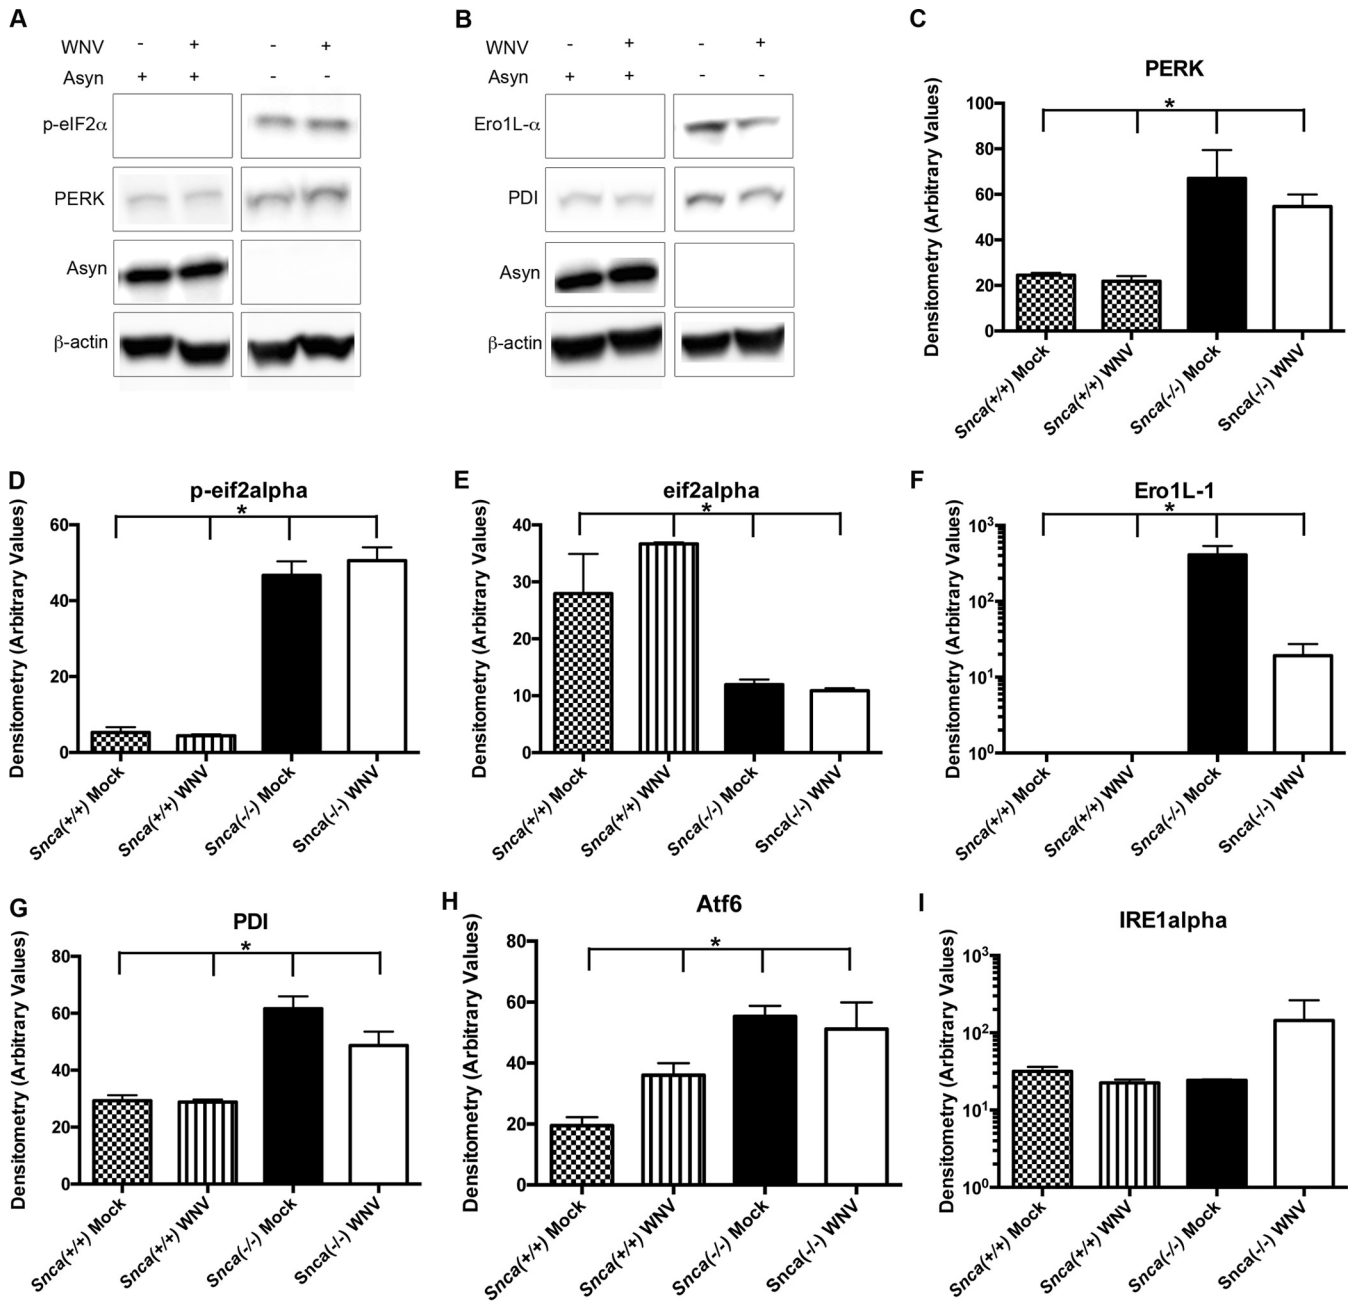 A
WNV - + - +
Asyn + + - -
p-eIF2α
PERK
Asyn
β-actin
B
WNV - + - +
Asyn + + - -
Ero1L-α
PDI
Asyn
β-actin
C
PERK
Densitometry (Arbitrary Values)
100
80
60
40
20
0
*
Snca(+/+) Mock
Snca(+/+) WNV
Snca(-/-) Mock
Snca(-/-) WNV
D
p-eif2alpha
Densitometry (Arbitrary Values)
60
40
20
0
*
Snca(+/+) Mock
Snca(+/+) WNV
Snca(-/-) Mock
Snca(-/-) WNV
E
eif2alpha
Densitometry (Arbitrary Values)
40
30
20
10
0
*
Snca(+/+) Mock
Snca(+/+) WNV
Snca(-/-) Mock
Snca(-/-) WNV
F
Ero1L-1
Densitometry (Arbitrary Values)
10³
10²
10¹
10⁰
*
Snca(+/+) Mock
Snca(+/+) WNV
Snca(-/-) Mock
Snca(-/-) WNV
G
PDI
Densitometry (Arbitrary Values)
80
60
40
20
0
*
Snca(+/+) Mock
Snca(+/+) WNV
Snca(-/-) Mock
Snca(-/-) WNV
H
Atf6
Densitometry (Arbitrary Values)
80
60
40
20
0
*
Snca(+/+) Mock
Snca(+/+) WNV
Snca(-/-) Mock
Snca(-/-) WNV
I
IRE1alpha
Densitometry (Arbitrary Values)
10³
10²
10¹
10⁰
Snca(+/+) Mock
Snca(+/+) WNV
Snca(-/-) Mock
Snca(-/-) WNV